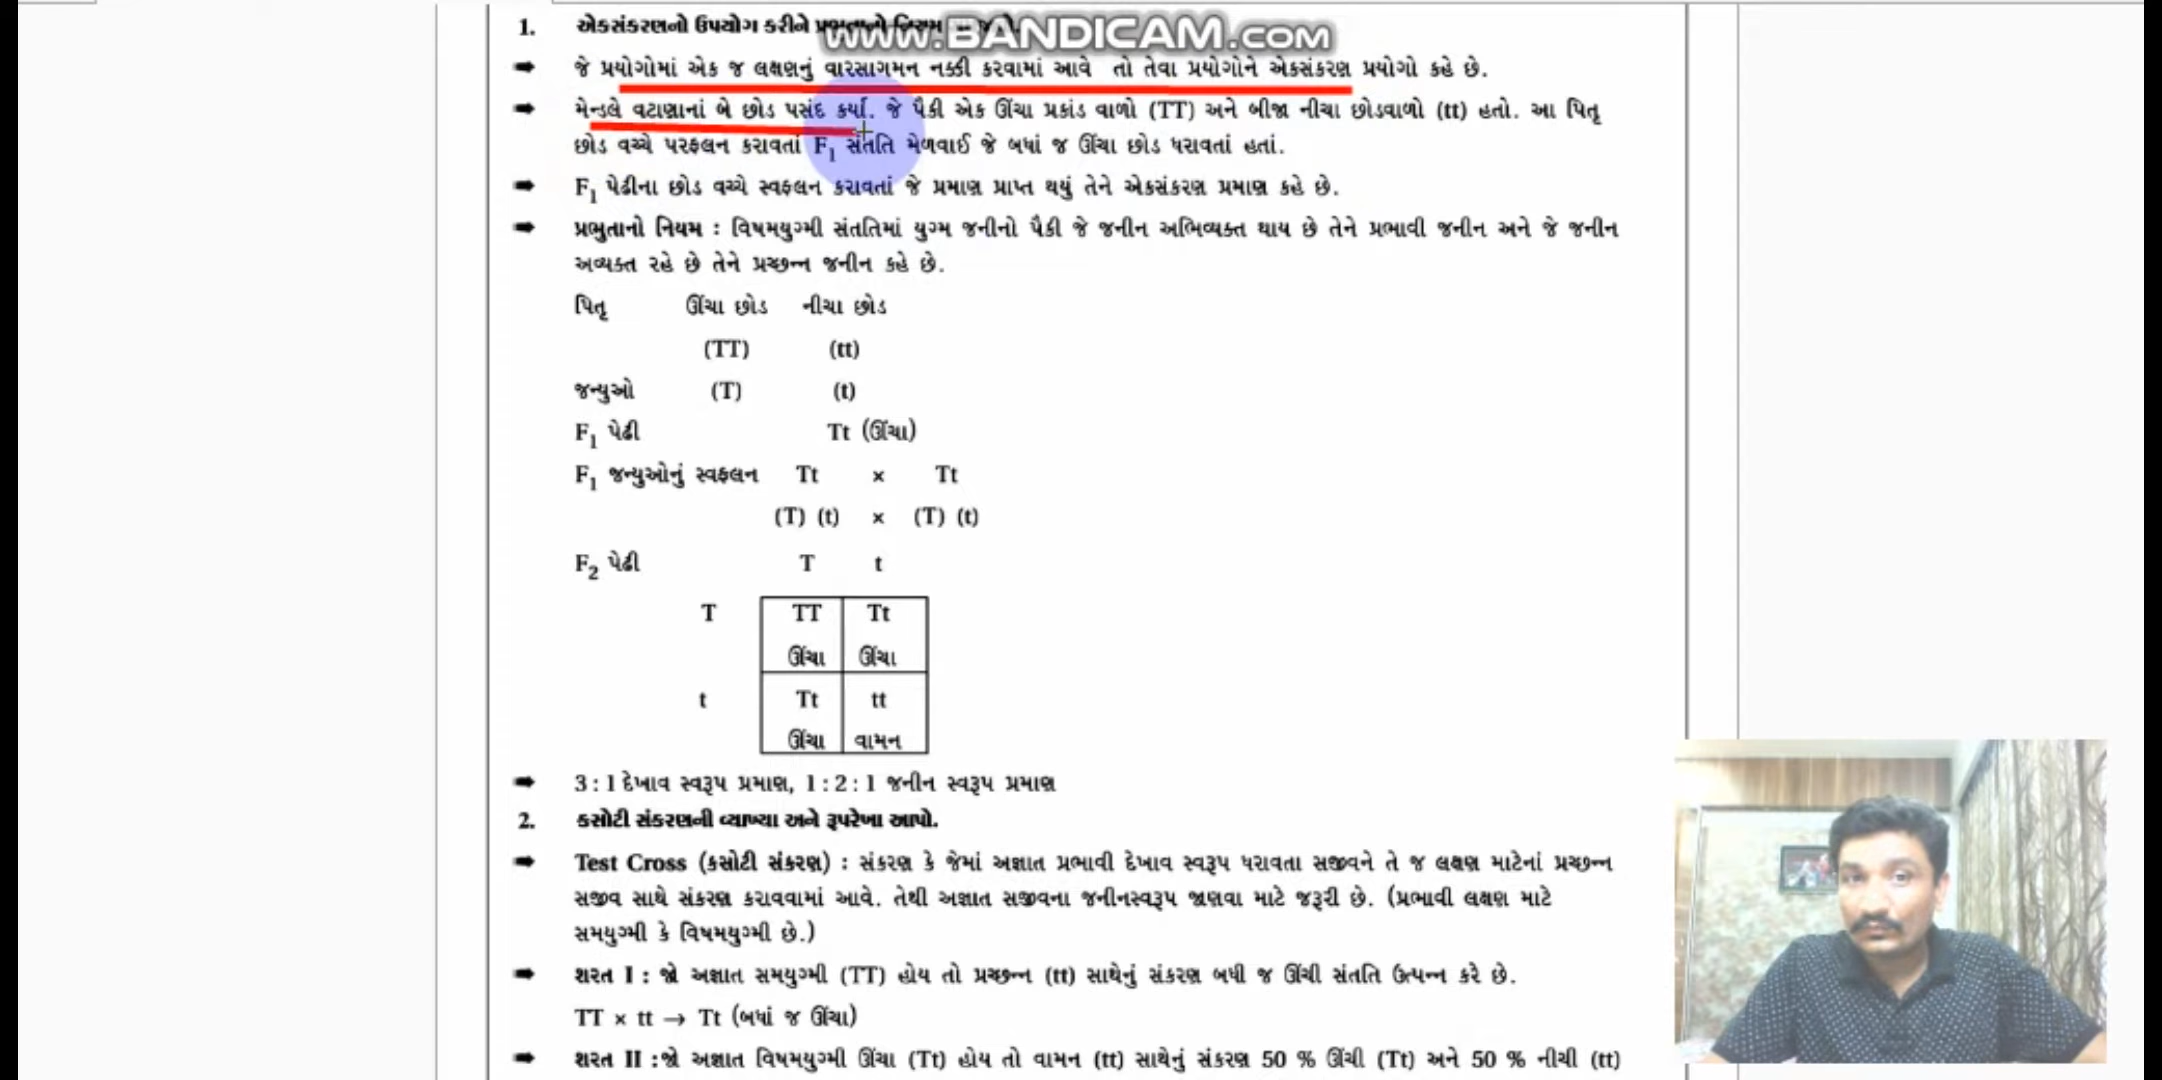 1. એકસંકરણનો ઉપયોગ કરીને પ્રભુતાનો નિયમ
www.BANDICAM.com
➡ જે પ્રયોગોમાં એક જ લક્ષણનું વારસાગમન નક્કી કરવામાં આવે તો તેવા પ્રયોગોને એકસંકરણ પ્રયોગો કહે છે.
➡ મેન્ડલે વટાણાનાં બે છોડ પસંદ કર્યા. જે પૈકી એક ઊંચા પ્રકાંડ વાળો (TT) અને બીજા નીચા છોડવાળો (tt) હતો. આ પિતૃ
છોડ વચ્ચે પરફલન કરાવતાં F₁ સંતતિ મેળવાઈ જે બધાં જ ઊંચા છોડ ધરાવતાં હતાં.
➡ F₁ પેઢીના છોડ વચ્ચે સ્વફલન કરાવતાં જે પ્રમાણ પ્રાપ્ત થયું તેને એકસંકરણ પ્રમાણ કહે છે.
➡ પ્રભુતાનો નિયમ : વિષમયુગ્મી સંતતિમાં યુગ્મ જનીનો પૈકી જે જનીન અભિવ્યક્ત થાય છે તેને પ્રભાવી જનીન અને જે જનીન
અવ્યક્ત રહે છે તેને પ્રચ્છન્ન જનીન કહે છે.
પિતૃ ઊંચા છોડ નીચા છોડ
(TT) (tt)
જન્યુઓ (T) (t)
F₁ પેઢી Tt (ઊંચા)
F₁ જન્યુઓનું સ્વફલન Tt × Tt
(T) (t) × (T) (t)
F₂ પેઢી T t
T TT Tt
ઊંચા ઊંચા
t Tt tt
ઊંચા વામન
➡ 3 : 1 દેખાવ સ્વરૂપ પ્રમાણ, 1 : 2 : 1 જનીન સ્વરૂપ પ્રમાણ
2. કસોટી સંકરણની વ્યાખ્યા અને રૂપરેખા આપો.
➡ Test Cross (કસોટી સંકરણ) : સંકરણ કે જેમાં અજ્ઞાત પ્રભાવી દેખાવ સ્વરૂપ ધરાવતા સજીવને તે જ લક્ષણ માટેનાં પ્રચ્છન્ન
સજીવ સાથે સંકરણ કરાવવામાં આવે. તેથી અજ્ઞાત સજીવના જનીનસ્વરૂપ જાણવા માટે જરૂરી છે. (પ્રભાવી લક્ષણ માટે
સમયુગ્મી કે વિષમયુગ્મી છે.)
➡ શરત I : જો અજ્ઞાત સમયુગ્મી (TT) હોય તો પ્રચ્છન્ન (tt) સાથેનું સંકરણ બધી જ ઊંચી સંતતિ ઉત્પન્ન કરે છે.
TT × tt → Tt (બધાં જ ઊંચા)
➡ શરત II : જો અજ્ઞાત વિષમયુગ્મી ઊંચા (Tt) હોય તો વામન (tt) સાથેનું સંકરણ 50 % ઊંચી (Tt) અને 50 % નીચી (tt)